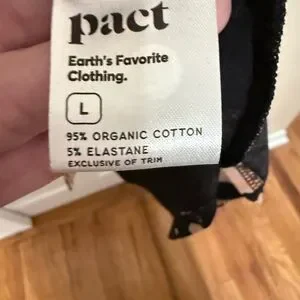 pact
Earth's Favorite
Clothing.
L
95% ORGANIC COTTON
5% ELASTANE
EXCLUSIVE OF TRIM